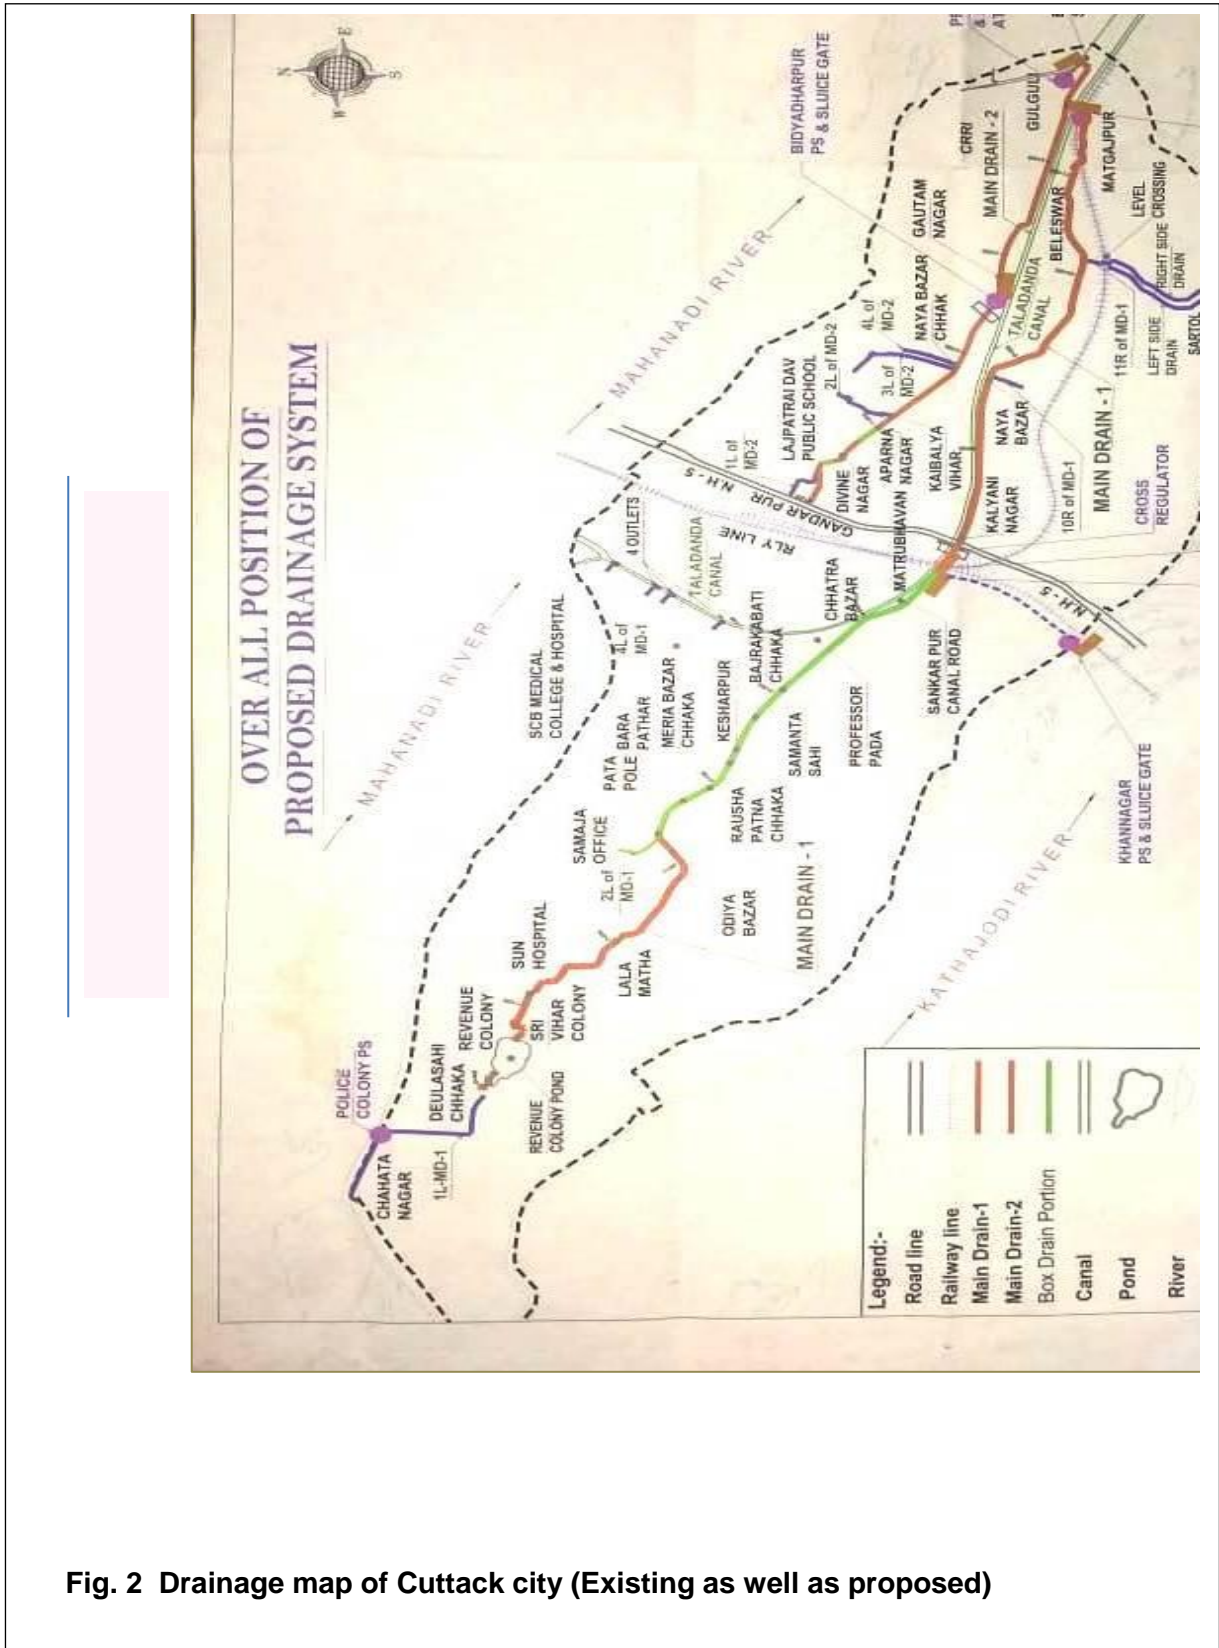 OVER ALL POSITION OF
PROPOSED DRAINAGE SYSTEM
N
E
S
W
MAHANADI RIVER
MAHANADI RIVER
KATHAJODI RIVER
POLICE
COLONY PS
CHAHATA
NAGAR
1L-MD-1
DEULASAHI
CHHAKA
REVENUE
COLONY
REVENUE
COLONY POND
SRI
VIHAR
COLONY
SUN
HOSPITAL
LALA
MATHA
2L of
MD-1
SAMAJA
OFFICE
ODIYA
BAZAR
MAIN DRAIN - 1
PATA
POLE
BARA
PATHAR
4L of
MD-1
MERIA BAZAR
CHHAKA
SCB MEDICAL
COLLEGE & HOSPITAL
RAUSHA
PATNA
CHHAKA
KESHARPUR
SAMANTA
SAHI
BAJRAKABATI
CHHAKA
PROFESSOR
PADA
CHHATRA
BAZAR
TALADANDA
CANAL
4 OUTLETS
MATRUBHAVAN
SANKAR PUR
CANAL ROAD
KHANNAGAR
PS & SLUICE GATE
RLY LINE
GANDAR PUR
N.H - 5
N.H - 5
1L of
MD-2
LAJPATRAI DAV
PUBLIC SCHOOL
DIVINE
NAGAR
APARNA
NAGAR
KAIBALYA
VIHAR
2L of MD-2
3L of
MD-2
4L of
MD-2
KALYANI
NAGAR
NAYA
BAZAR
10R of MD-1
MAIN DRAIN - 1
CROSS
REGULATOR
NAYA BAZAR
CHHAK
GAUTAM
NAGAR
BIDYADHARPUR
PS & SLUICE GATE
TALADANDA
CANAL
BELESWAR
MAIN DRAIN - 2
CRRI
GULGULI
MATGAJPUR
LEVEL
CROSSING
11R of MD-1
LEFT SIDE
DRAIN
RIGHT SIDE
DRAIN
SARTOL
Legend:-
Road line
Railway line
Main Drain-1
Main Drain-2
Box Drain Portion
Canal
Pond
River
Fig. 2 Drainage map of Cuttack city (Existing as well as proposed)